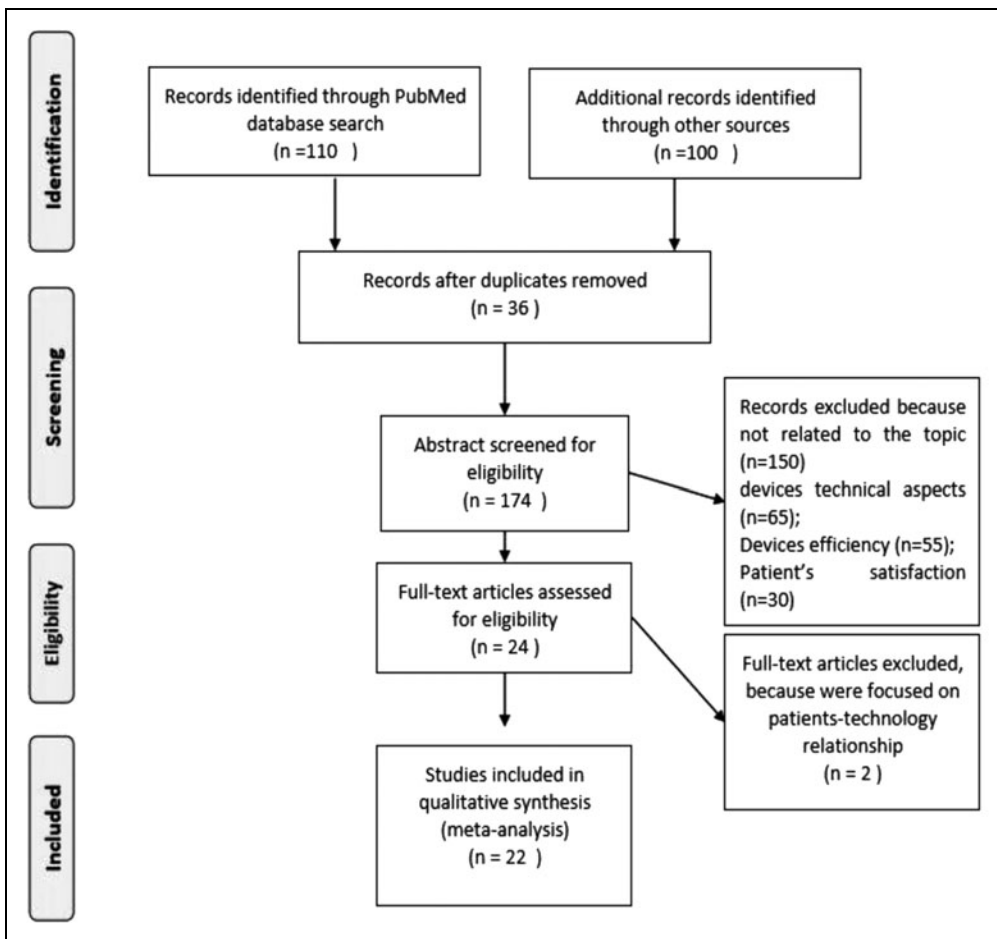 Identification
Records identified through PubMed
database search
(n =110 )
Additional records identified
through other sources
(n =100 )
Screening
Records after duplicates removed
(n = 36 )
Abstract screened for
eligibility
(n = 174 )
Records excluded because
not related to the topic
(n=150)
devices technical aspects
(n=65);
Devices efficiency (n=55);
Patient's satisfaction
(n=30)
Eligibility
Full-text articles assessed
for eligibility
(n = 24 )
Full-text articles excluded,
because were focused on
patients-technology
relationship
(n = 2 )
Included
Studies included in
qualitative synthesis
(meta-analysis)
(n = 22 )